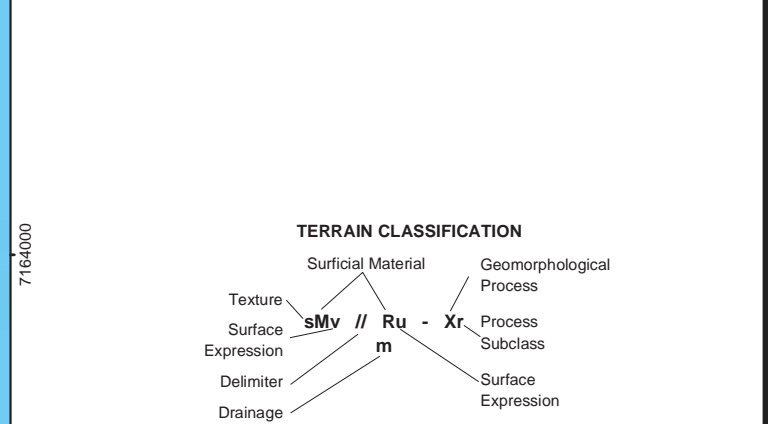 TERRAIN CLASSIFICATION
Surficial Material
Geomorphological
Process
Texture
sMv // Ru - Xr
Process
Subclass
Surface
Expression
m
Delimiter
Surface
Expression
Drainage
7164000